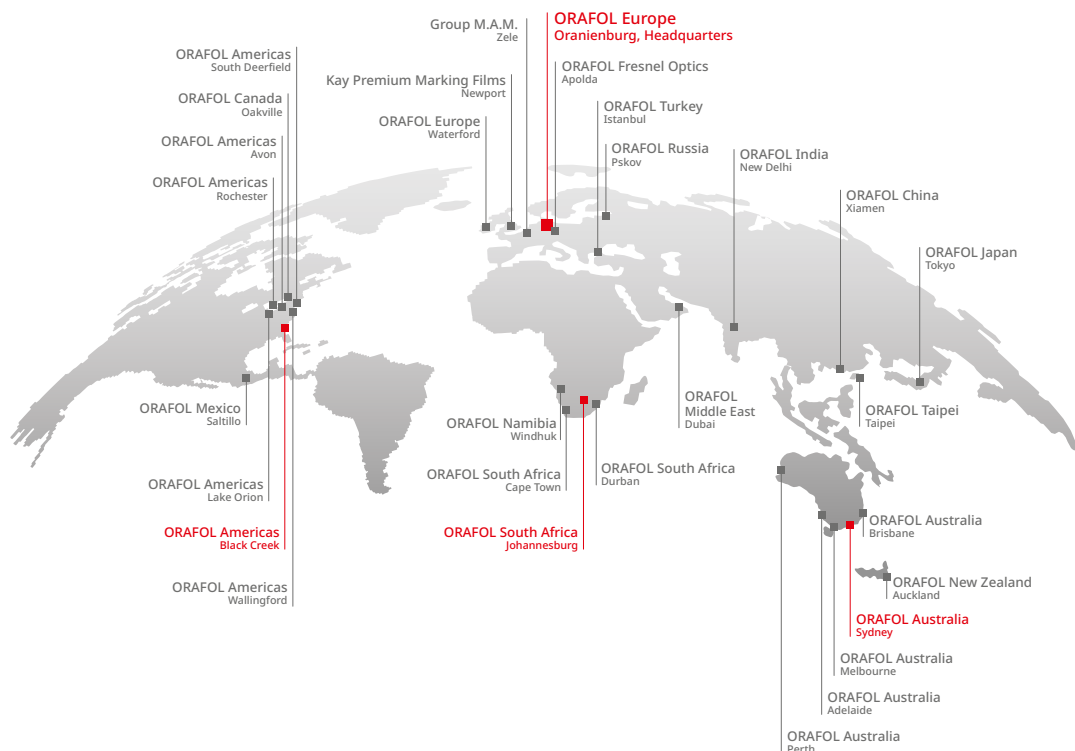 Group M.A.M.
Zele
ORAFOL Europe
Oranienburg, Headquarters
ORAFOL Americas
South Deerfield
ORAFOL Fresnel Optics
Apolda
Kay Premium Marking Films
Newport
ORAFOL Canada
Oakville
ORAFOL Turkey
Istanbul
ORAFOL Europe
Waterford
ORAFOL Americas
Avon
ORAFOL Russia
Pskov
ORAFOL India
New Delhi
ORAFOL Americas
Rochester
ORAFOL China
Xiamen
ORAFOL Japan
Tokyo
ORAFOL Mexico
Saltillo
ORAFOL Namibia
Windhuk
ORAFOL
Middle East
Dubai
ORAFOL Taipei
Taipei
ORAFOL Americas
Lake Orion
ORAFOL South Africa
Cape Town
ORAFOL South Africa
Durban
ORAFOL Americas
Black Creek
ORAFOL South Africa
Johannesburg
ORAFOL Australia
Brisbane
ORAFOL Americas
Wallingford
ORAFOL New Zealand
Auckland
ORAFOL Australia
Sydney
ORAFOL Australia
Melbourne
ORAFOL Australia
Adelaide
ORAFOL Australia
Perth